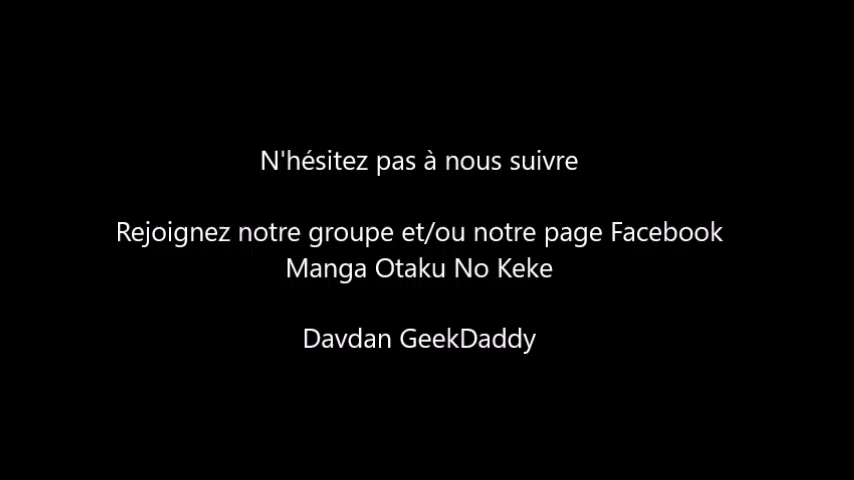 N'hésitez pas à nous suivre
Rejoignez notre groupe et/ou notre page Facebook
Manga Otaku No Keke
Davdan GeekDaddy